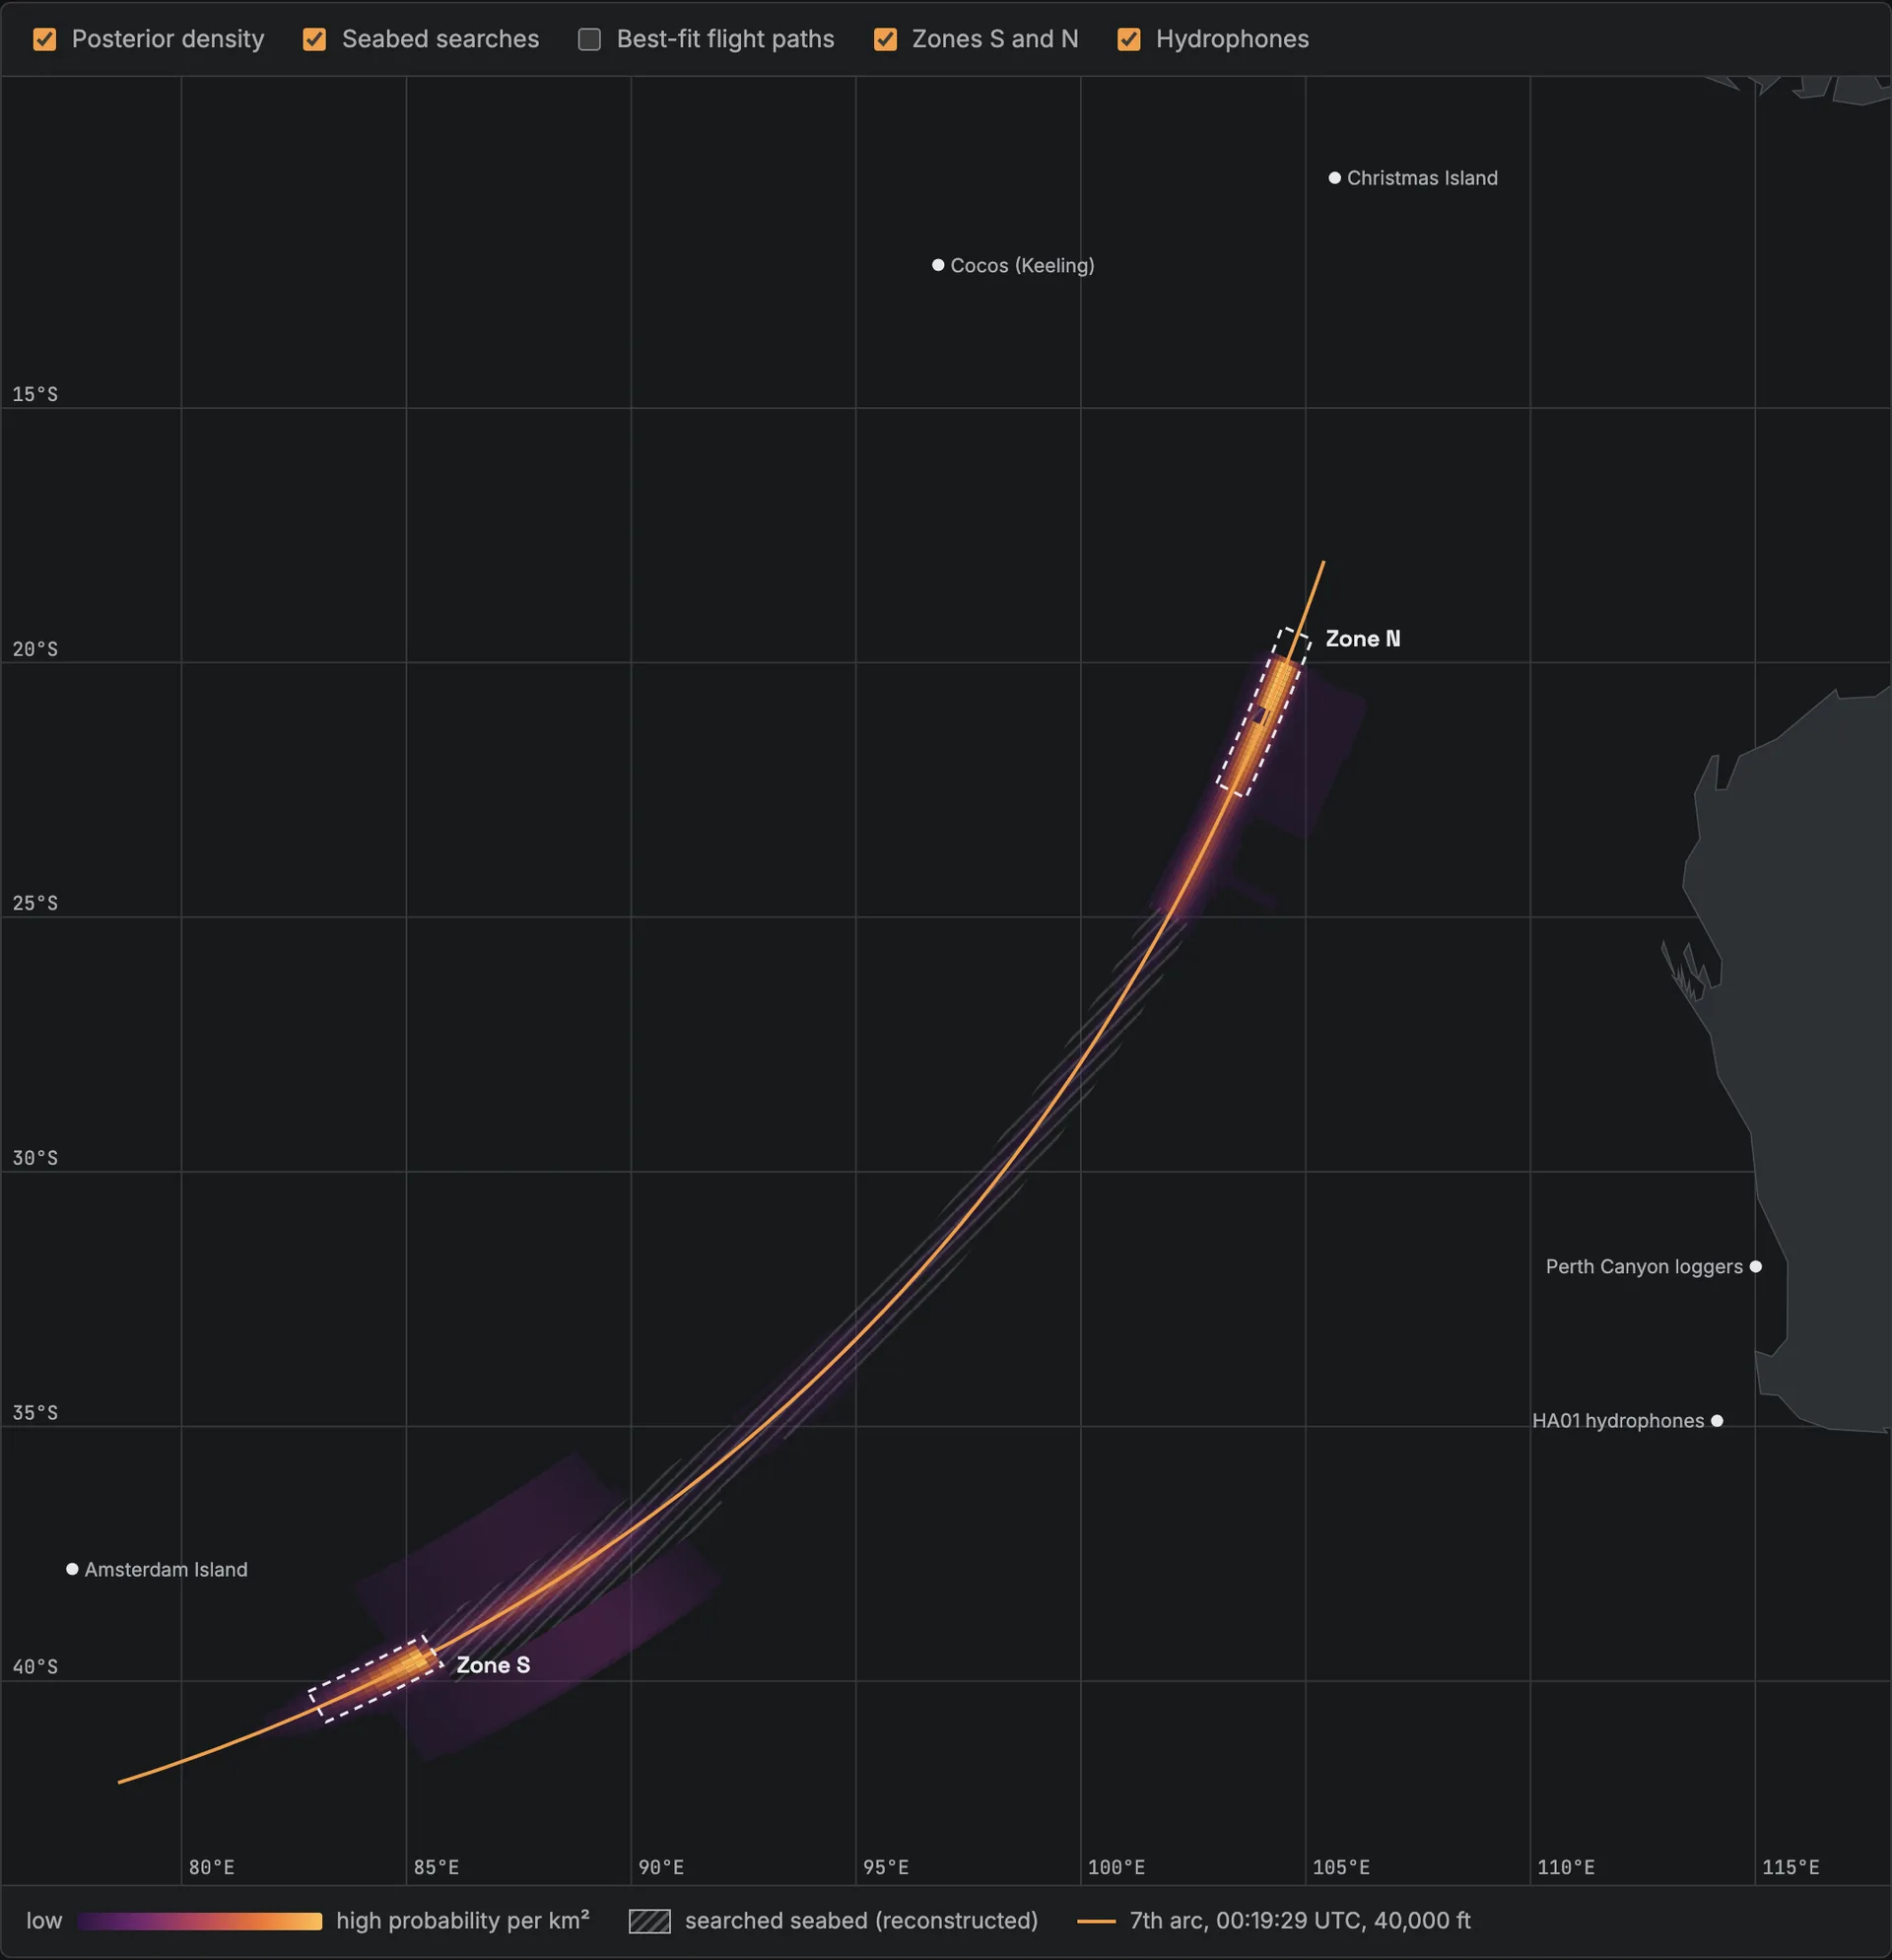 Posterior density
Seabed searches
Best-fit flight paths
Zones S and N
Hydrophones
Christmas Island
Cocos (Keeling)
15°S
Zone N
20°S
25°S
30°S
Perth Canyon loggers
35°S
HA01 hydrophones
Amsterdam Island
Zone S
40°S
80°E
85°E
90°E
95°E
100°E
105°E
110°E
115°E
low
high probability per km²
searched seabed (reconstructed)
7th arc, 00:19:29 UTC, 40,000 ft